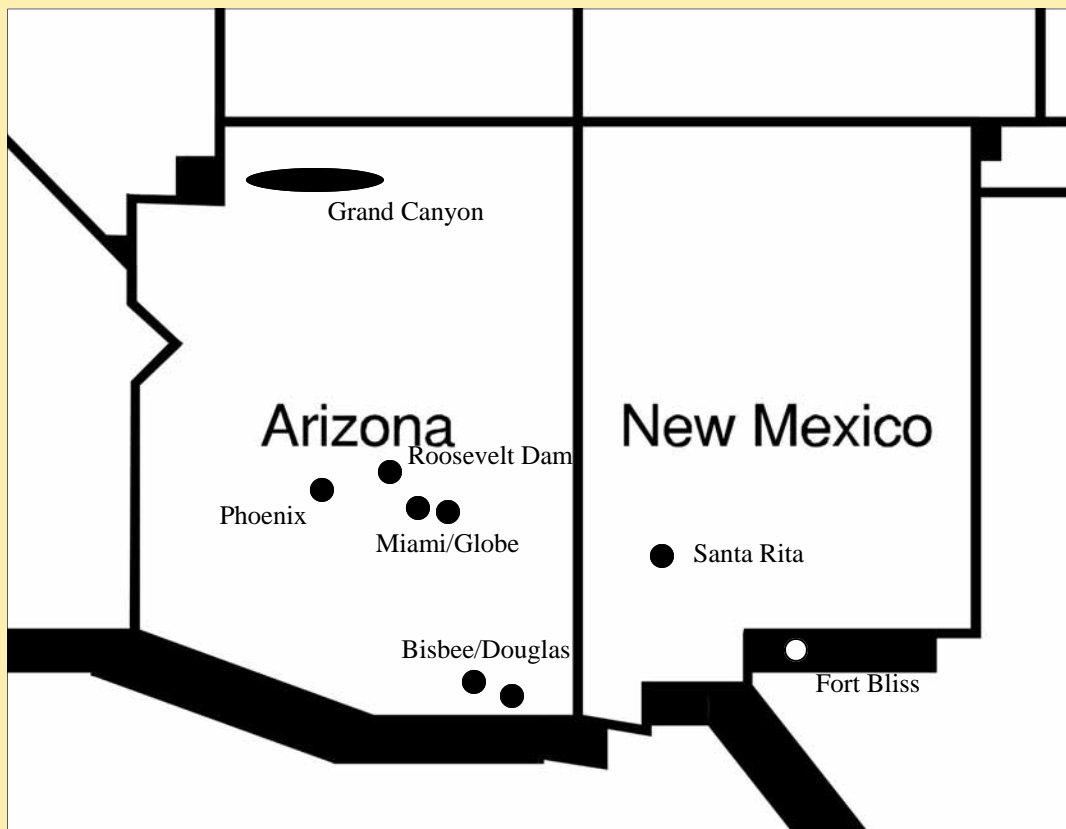 Grand Canyon
Arizona
New Mexico
Roosevelt Dam
Phoenix
Miami/Globe
Santa Rita
Bisbee/Douglas
Fort Bliss